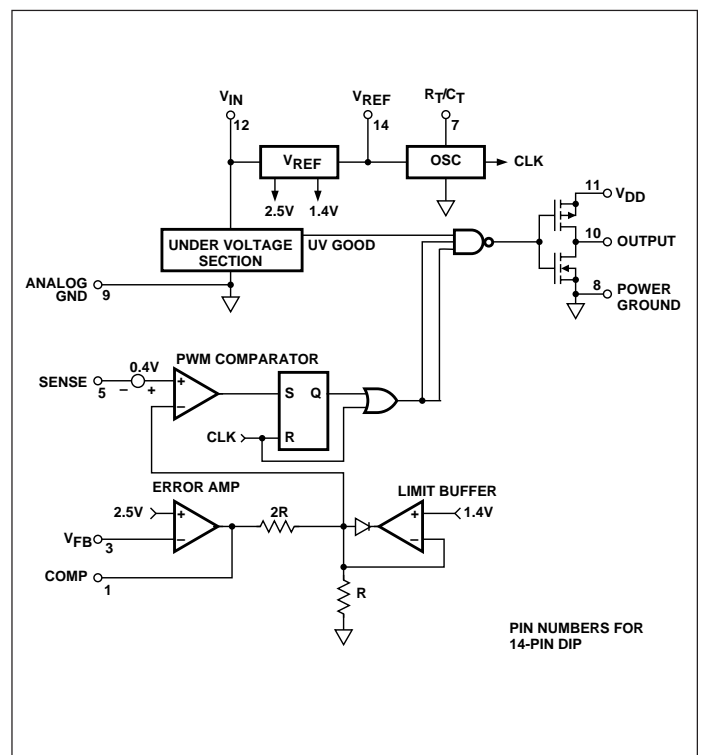 VIN
12
VREF
14
RT/CT
7
VREF
OSC
CLK
2.5V
1.4V
UNDER VOLTAGE
SECTION
UV GOOD
11
VDD
10
OUTPUT
8
POWER
GROUND
ANALOG
GND
9
PWM COMPARATOR
SENSE
5
0.4V
–
+
+
–
S
Q
R
CLK
ERROR AMP
2.5V
+
–
VFB
3
COMP
1
2R
LIMIT BUFFER
+
–
1.4V
R
PIN NUMBERS FOR
14-PIN DIP